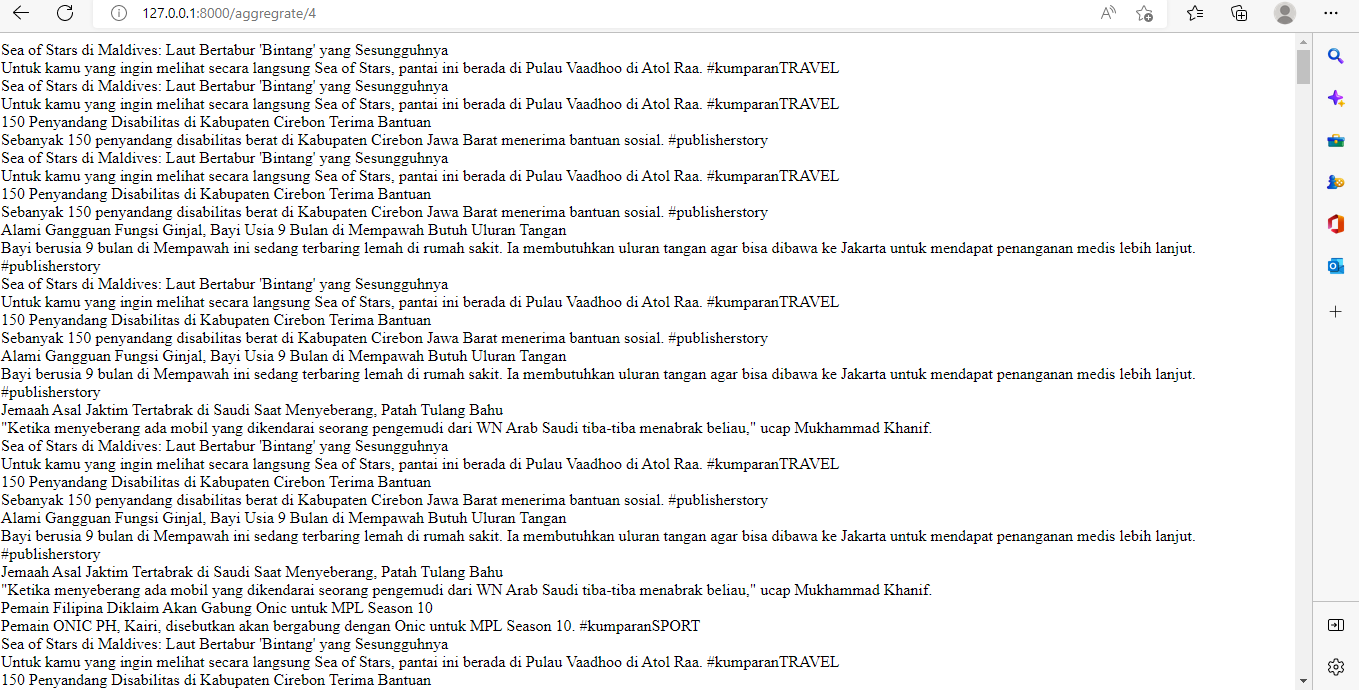 127.0.0.1:8000/aggregrate/4
Sea of Stars di Maldives: Laut Bertabur 'Bintang' yang Sesungguhnya
Untuk kamu yang ingin melihat secara langsung Sea of Stars, pantai ini berada di Pulau Vaadhoo di Atol Raa. #kumparanTRAVEL
Sea of Stars di Maldives: Laut Bertabur 'Bintang' yang Sesungguhnya
Untuk kamu yang ingin melihat secara langsung Sea of Stars, pantai ini berada di Pulau Vaadhoo di Atol Raa. #kumparanTRAVEL
150 Penyandang Disabilitas di Kabupaten Cirebon Terima Bantuan
Sebanyak 150 penyandang disabilitas berat di Kabupaten Cirebon Jawa Barat menerima bantuan sosial. #publisherstory
Sea of Stars di Maldives: Laut Bertabur 'Bintang' yang Sesungguhnya
Untuk kamu yang ingin melihat secara langsung Sea of Stars, pantai ini berada di Pulau Vaadhoo di Atol Raa. #kumparanTRAVEL
150 Penyandang Disabilitas di Kabupaten Cirebon Terima Bantuan
Sebanyak 150 penyandang disabilitas berat di Kabupaten Cirebon Jawa Barat menerima bantuan sosial. #publisherstory
Alami Gangguan Fungsi Ginjal, Bayi Usia 9 Bulan di Mempawah Butuh Uluran Tangan
Bayi berusia 9 bulan di Mempawah ini sedang terbaring lemah di rumah sakit. Ia membutuhkan uluran tangan agar bisa dibawa ke Jakarta untuk mendapat penanganan medis lebih lanjut.
#publisherstory
Sea of Stars di Maldives: Laut Bertabur 'Bintang' yang Sesungguhnya
Untuk kamu yang ingin melihat secara langsung Sea of Stars, pantai ini berada di Pulau Vaadhoo di Atol Raa. #kumparanTRAVEL
150 Penyandang Disabilitas di Kabupaten Cirebon Terima Bantuan
Sebanyak 150 penyandang disabilitas berat di Kabupaten Cirebon Jawa Barat menerima bantuan sosial. #publisherstory
Alami Gangguan Fungsi Ginjal, Bayi Usia 9 Bulan di Mempawah Butuh Uluran Tangan
Bayi berusia 9 bulan di Mempawah ini sedang terbaring lemah di rumah sakit. Ia membutuhkan uluran tangan agar bisa dibawa ke Jakarta untuk mendapat penanganan medis lebih lanjut.
#publisherstory
Jemaah Asal Jaktim Tertabrak di Saudi Saat Menyeberang, Patah Tulang Bahu
"Ketika menyeberang ada mobil yang dikendarai seorang pengemudi dari WN Arab Saudi tiba-tiba menabrak beliau," ucap Mukhammad Khanif.
Sea of Stars di Maldives: Laut Bertabur 'Bintang' yang Sesungguhnya
Untuk kamu yang ingin melihat secara langsung Sea of Stars, pantai ini berada di Pulau Vaadhoo di Atol Raa. #kumparanTRAVEL
150 Penyandang Disabilitas di Kabupaten Cirebon Terima Bantuan
Sebanyak 150 penyandang disabilitas berat di Kabupaten Cirebon Jawa Barat menerima bantuan sosial. #publisherstory
Alami Gangguan Fungsi Ginjal, Bayi Usia 9 Bulan di Mempawah Butuh Uluran Tangan
Bayi berusia 9 bulan di Mempawah ini sedang terbaring lemah di rumah sakit. Ia membutuhkan uluran tangan agar bisa dibawa ke Jakarta untuk mendapat penanganan medis lebih lanjut.
#publisherstory
Jemaah Asal Jaktim Tertabrak di Saudi Saat Menyeberang, Patah Tulang Bahu
"Ketika menyeberang ada mobil yang dikendarai seorang pengemudi dari WN Arab Saudi tiba-tiba menabrak beliau," ucap Mukhammad Khanif.
Pemain Filipina Diklaim Akan Gabung Onic untuk MPL Season 10
Pemain ONIC PH, Kairi, disebutkan akan bergabung dengan Onic untuk MPL Season 10. #kumparanSPORT
Sea of Stars di Maldives: Laut Bertabur 'Bintang' yang Sesungguhnya
Untuk kamu yang ingin melihat secara langsung Sea of Stars, pantai ini berada di Pulau Vaadhoo di Atol Raa. #kumparanTRAVEL
150 Penyandang Disabilitas di Kabupaten Cirebon Terima Bantuan